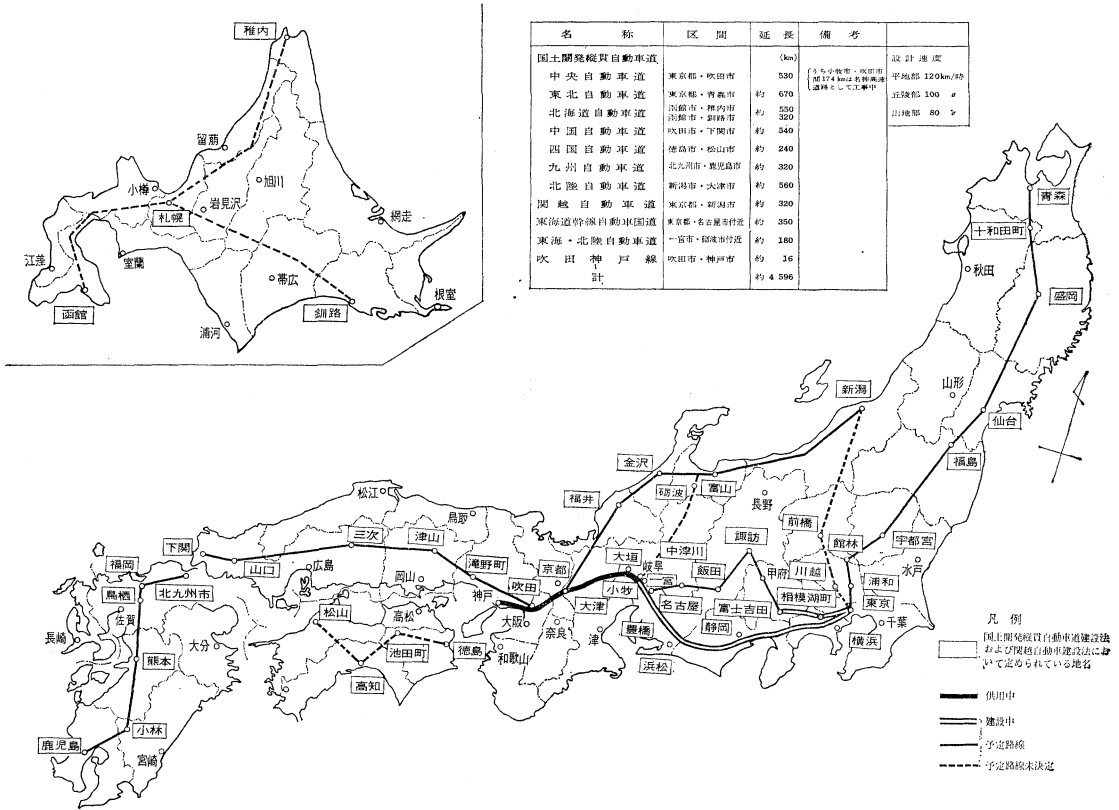 名称 区間 延長 備考
国土開発縦貫自動車道 (km) 設計速度
中央自動車道 東京都・吹田市 530 うち小牧市・吹田市間174kmは名神高速道路として工事中 平地部 120km/時
東北自動車道 東京都・青森市 約 670 丘陵部 100 〃
北海道自動車道 函館市・稚内市 約 550 山地部 80 〃
函館市・釧路市 320
中国自動車道 吹田市・下関市 約 540
四国自動車道 徳島市・松山市 約 240
九州自動車道 北九州市・鹿児島市 約 320
北陸自動車道 新潟市・大津市 約 560
関越自動車道 東京都・新潟市 約 320
東海道幹線自動車国道 東京都・名古屋市付近 約 350
東海・北陸自動車道 一宮市・砺波市付近 約 180
吹田神戸線 吹田市・神戸市 約 16
計 約 4 596
稚内
留萠
旭川
小樽
岩見沢
札幌
網走
江差
室蘭
帯広
根室
函館
釧路
浦河
青森
十和田町
秋田
盛岡
山形
仙台
新潟
福島
金沢
福井
砺波
富山
長野
前橋
館林
宇都宮
水戸
松江
鳥取
下関
三次
津山
中津川
諏訪
福岡
山口
広島
岡山
滝野町
京都
大垣
岐阜
飯田
甲府
川越
浦和
鳥栖
北九州市
神戸
吹田
一宮
小牧
名古屋
相模湖町
東京
佐賀
松山
高松
大阪
大津
富士吉田
千葉
長崎
大分
池田町
徳島
奈良
津
豊橋
静岡
横浜
熊本
高知
和歌山
浜松
小林
鹿児島
宮崎
凡例
国土開発縦貫自動車道建設法
および関越自動車道建設法にお
いて定められている地名
供用中
建設中
予定路線
予定路線未決定